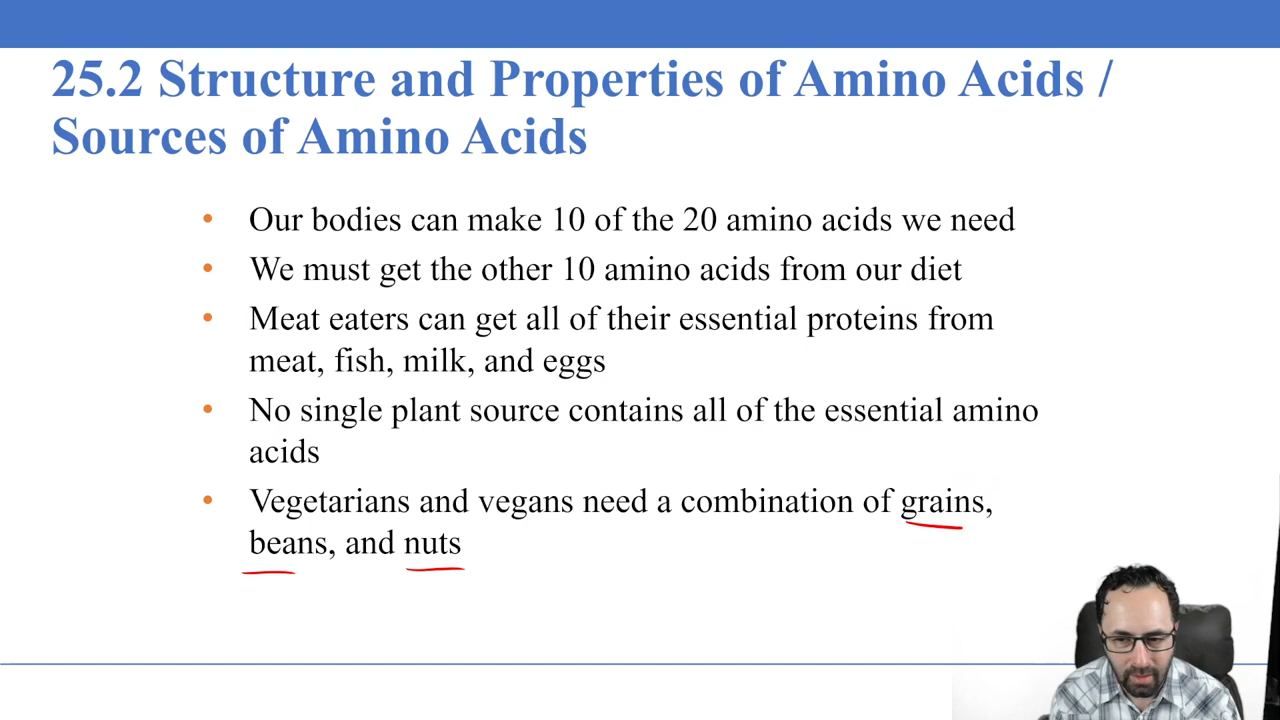 25.2 Structure and Properties of Amino Acids /
Sources of Amino Acids
• Our bodies can make 10 of the 20 amino acids we need
• We must get the other 10 amino acids from our diet
• Meat eaters can get all of their essential proteins from
meat, fish, milk, and eggs
• No single plant source contains all of the essential amino
acids
• Vegetarians and vegans need a combination of grains,
beans, and nuts